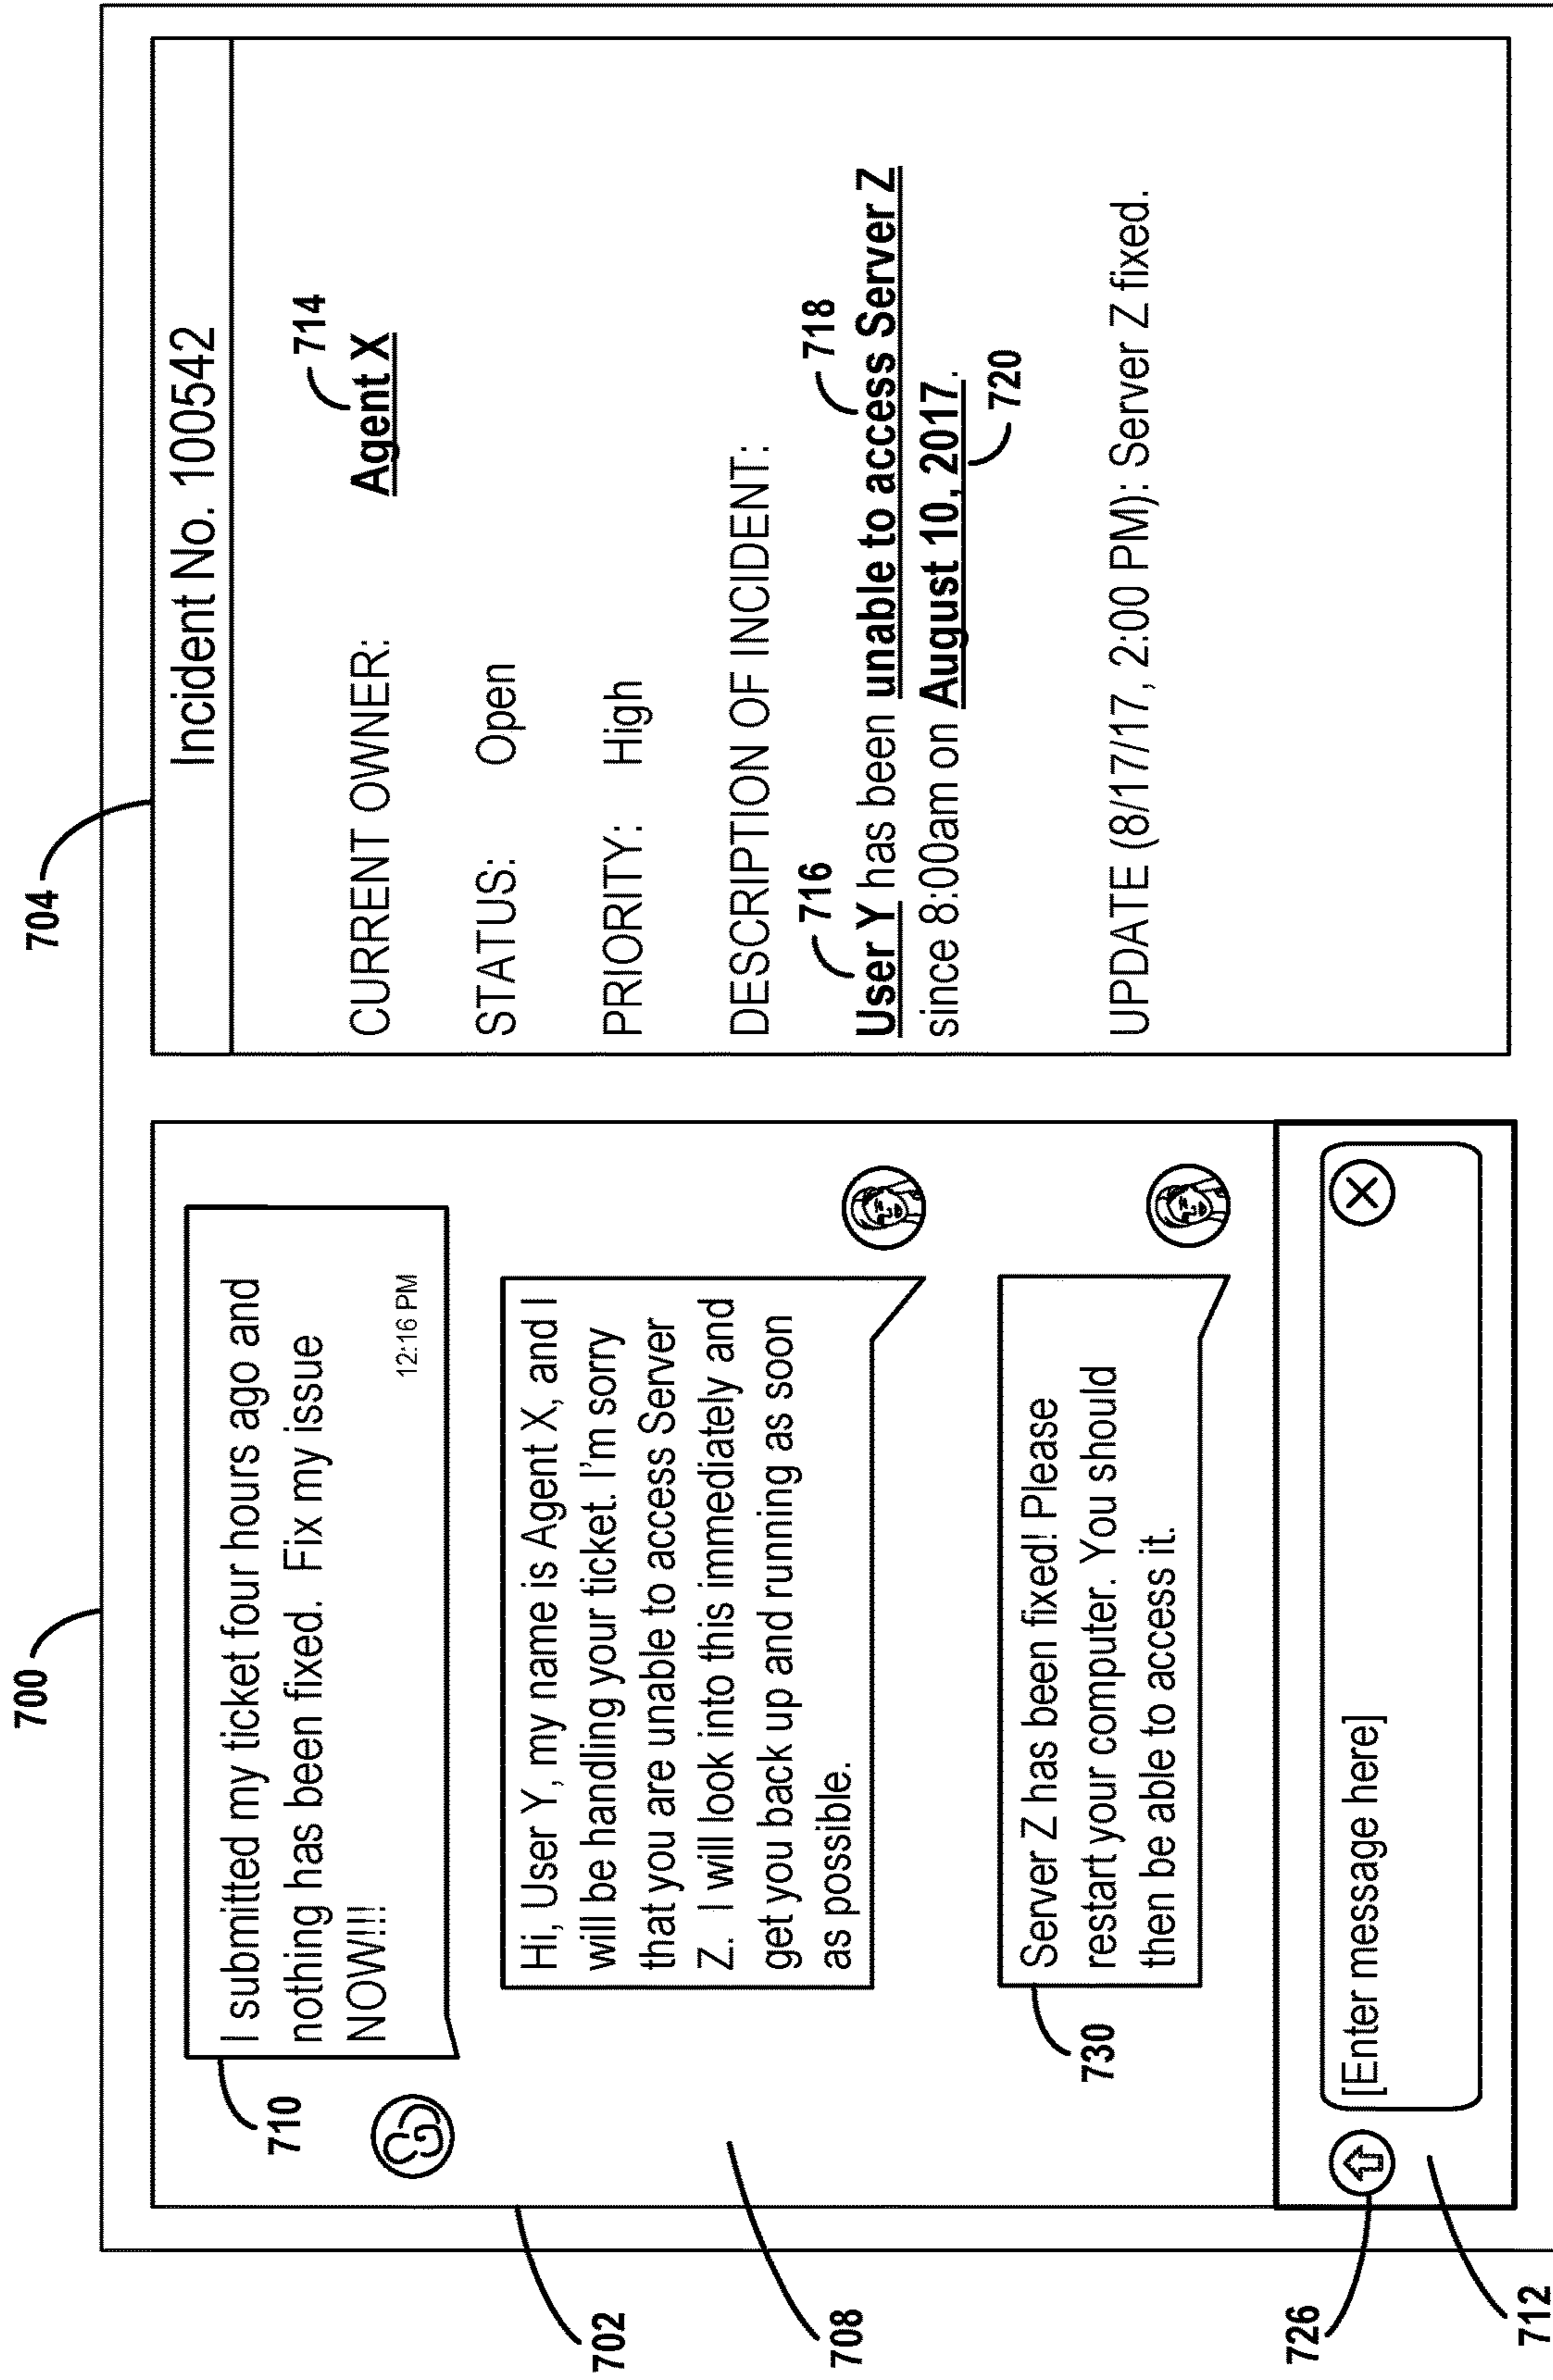 700
702
704
710
I submitted my ticket four hours ago and
nothing has been fixed. Fix my issue
NOW!!!
12:16 PM
708
Hi, User Y, my name is Agent X, and I
will be handling your ticket. I'm sorry
that you are unable to access Server
Z. I will look into this immediately and
get you back up and running as soon
as possible.
730
Server Z has been fixed! Please
restart your computer. You should
then be able to access it.
726
[Enter message here]
712
Incident No. 100542
714
CURRENT OWNER: Agent X
STATUS: Open
PRIORITY: High
DESCRIPTION OF INCIDENT:
716
718
User Y has been unable to access Server Z
since 8:00am on August 10, 2017.
720
UPDATE (8/17/17, 2:00 PM): Server Z fixed.